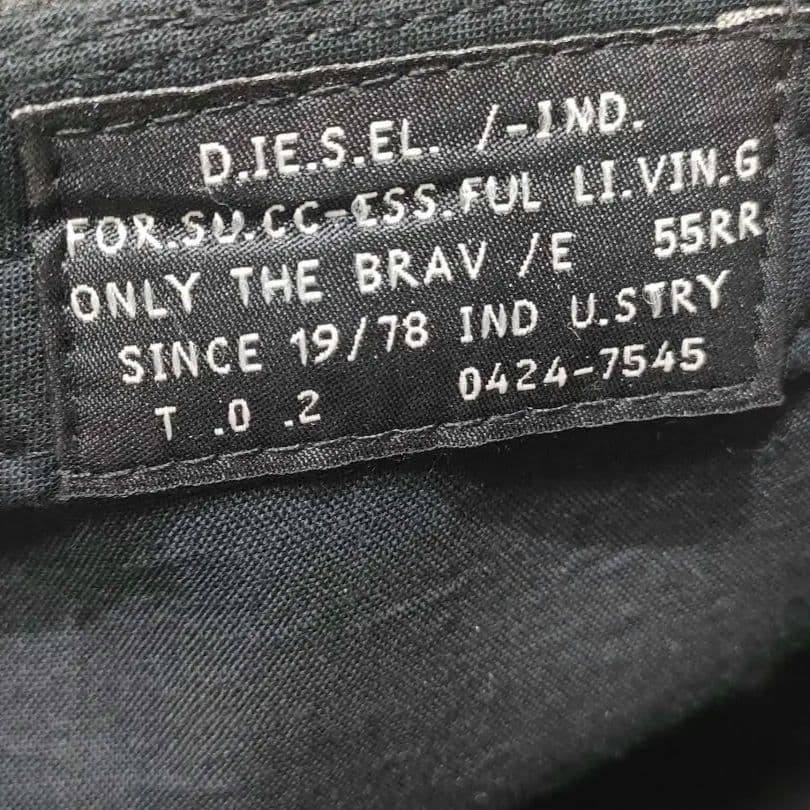 D.IE.S.EL. /-IND.
FOR.SU.CC-ESS.FUL LI.VIN.G
ONLY THE BRAV /E 55RR
SINCE 19/78 IND U.STRY
T .0 .2 0424-7545